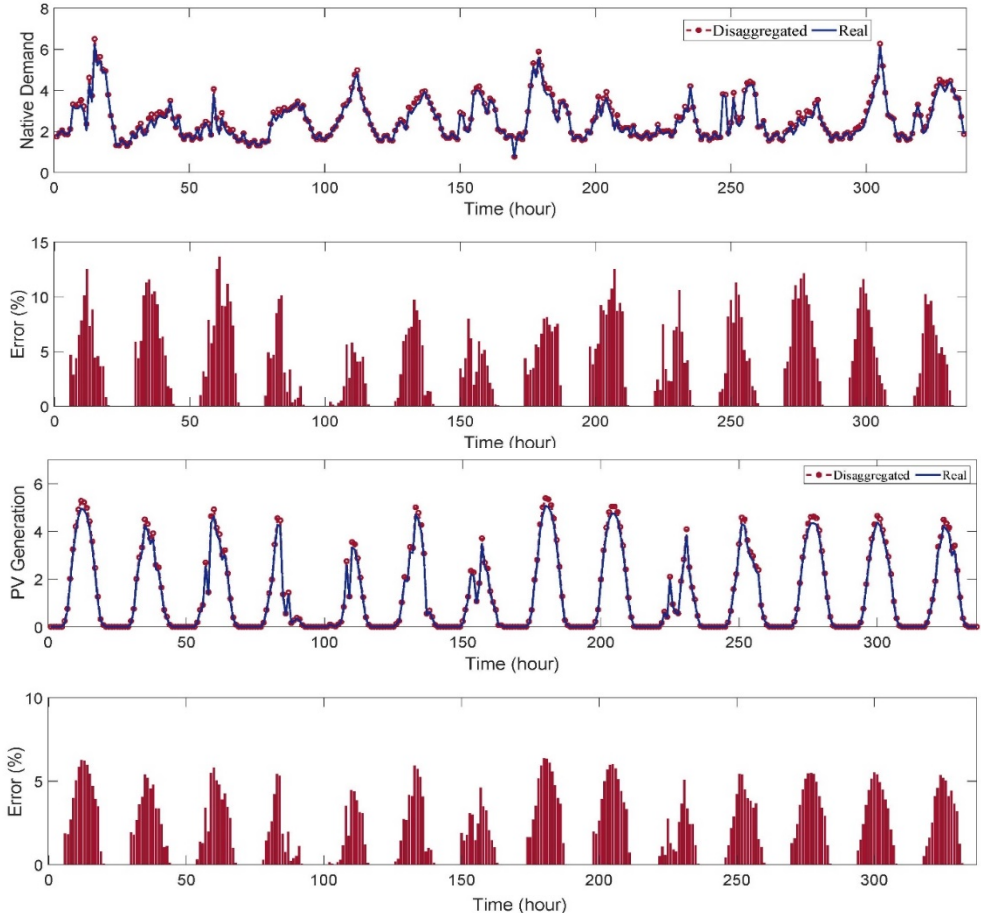 8
6
4
2
0
Native Demand
Disaggregated Real
0 50 100 150 200 250 300
Time (hour)
15
10
5
0
Error (%)
0 50 100 150 200 250 300
Time (hour)
6
4
2
0
PV Generation
Disaggregated Real
0 50 100 150 200 250 300
Time (hour)
10
5
0
Error (%)
0 50 100 150 200 250 300
Time (hour)